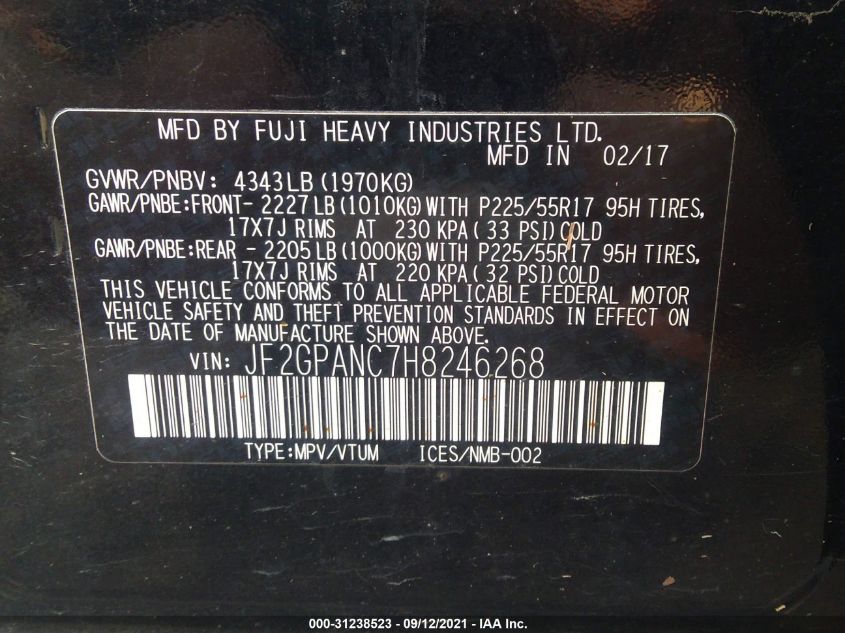 MFD BY FUJI HEAVY INDUSTRIES LTD.
MFD IN 02/17
GVWR/PNBV: 4343LB (1970KG)
GAWR/PNBE:FRONT- 2227LB (1010KG) WITH P225/55R17 95H TIRES,
17X7J RIMS AT 230 KPA ( 33 PSI) COLD
GAWR/PNBE:REAR - 2205LB (1000KG) WITH P225/55R17 95H TIRES,
17X7J RIMS AT 220 KPA ( 32 PSI) COLD
THIS VEHICLE CONFORMS TO ALL APPLICABLE FEDERAL MOTOR
VEHICLE SAFETY AND THEFT PREVENTION STANDARDS IN EFFECT ON
THE DATE OF MANUFACTURE SHOWN ABOVE.
VIN: JF2GPANC7H8246268
TYPE:MPV/VTUM ICES/NMB-002
000-31238523 - 09/12/2021 - IAA Inc.